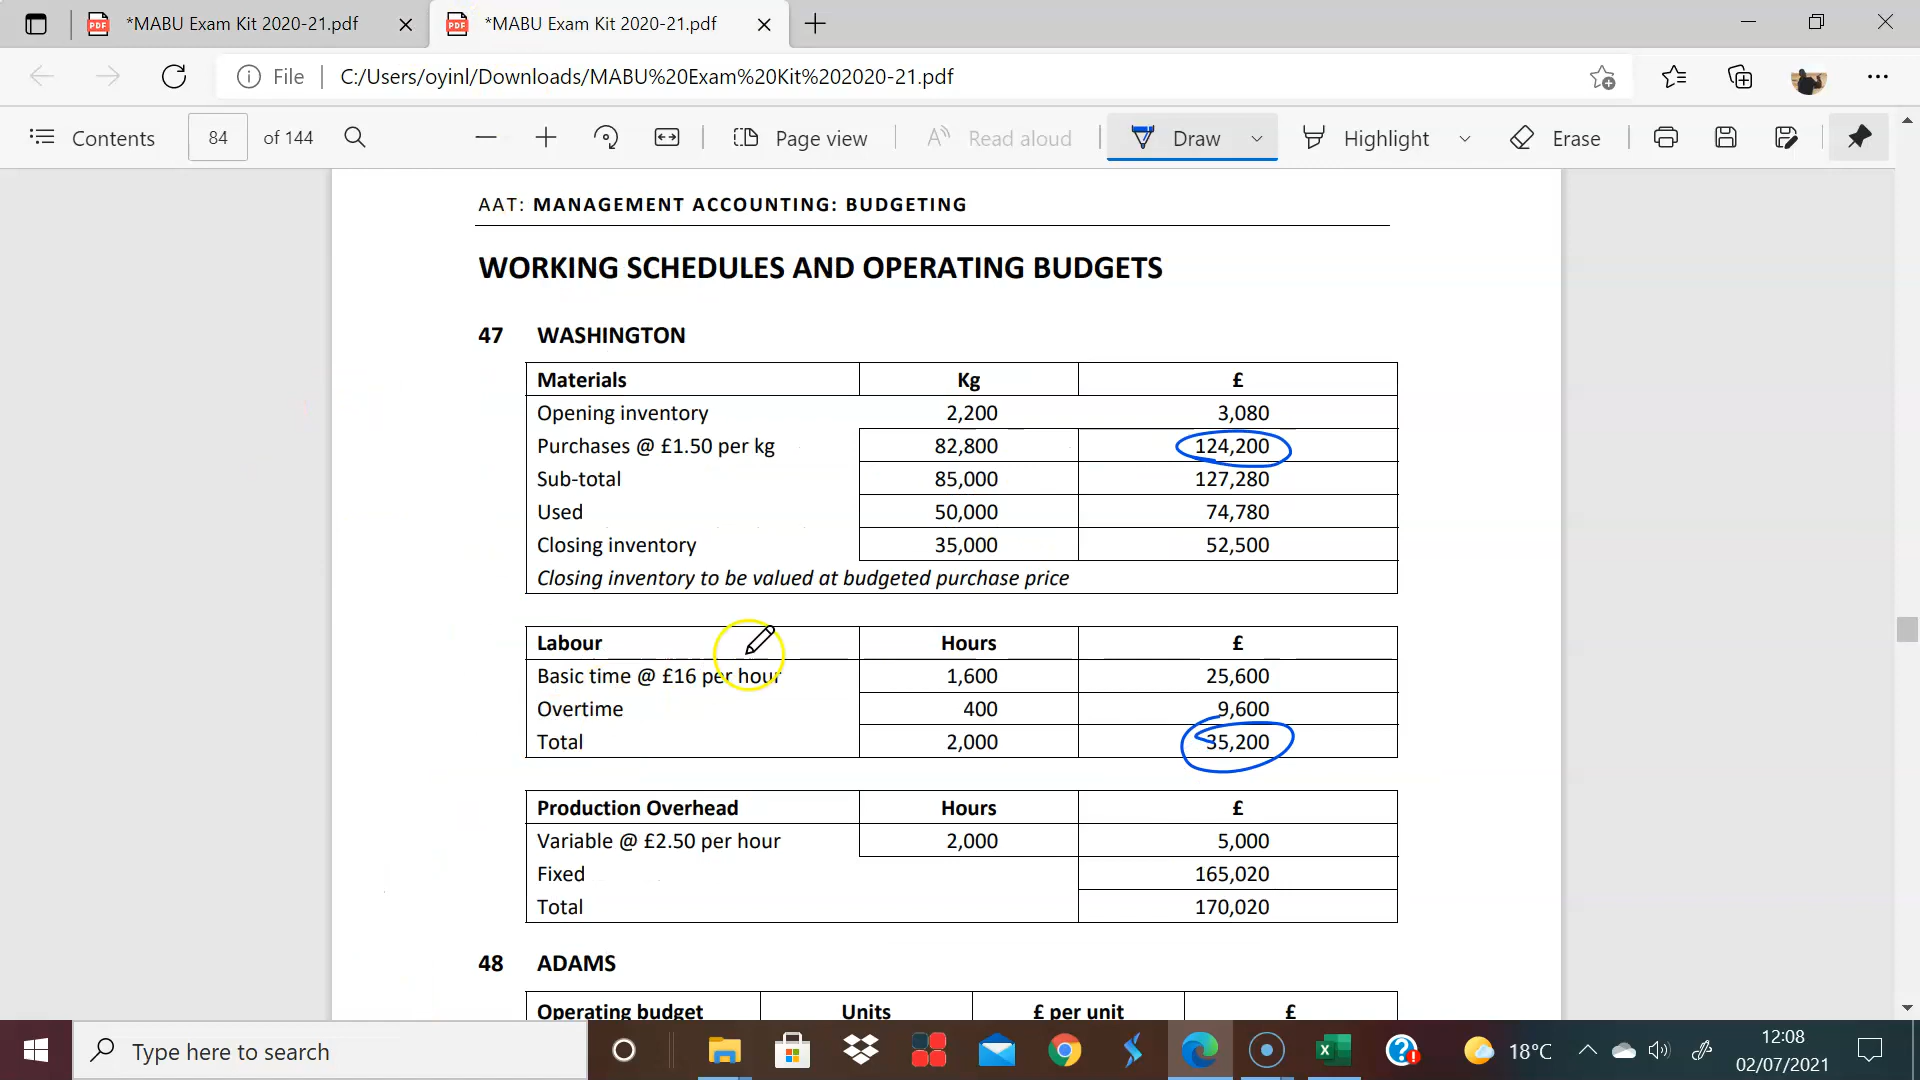 *MABU Exam Kit 2020-21.pdf
*MABU Exam Kit 2020-21.pdf
File
C:/Users/oyinl/Downloads/MABU%20Exam%20Kit%202020-21.pdf
Contents 84 of 144 Page view Read aloud Draw Highlight Erase
AAT: MANAGEMENT ACCOUNTING: BUDGETING
WORKING SCHEDULES AND OPERATING BUDGETS
47 WASHINGTON
Materials Kg £
Opening inventory 2,200 3,080
Purchases @ £1.50 per kg 82,800 124,200
Sub-total 85,000 127,280
Used 50,000 74,780
Closing inventory 35,000 52,500
Closing inventory to be valued at budgeted purchase price
Labour Hours £
Basic time @ £16 per hour 1,600 25,600
Overtime 400 9,600
Total 2,000 35,200
Production Overhead Hours £
Variable @ £2.50 per hour 2,000 5,000
Fixed 165,020
Total 170,020
48 ADAMS
Operating budget Units £ per unit £
Type here to search
18°C
12:08
02/07/2021